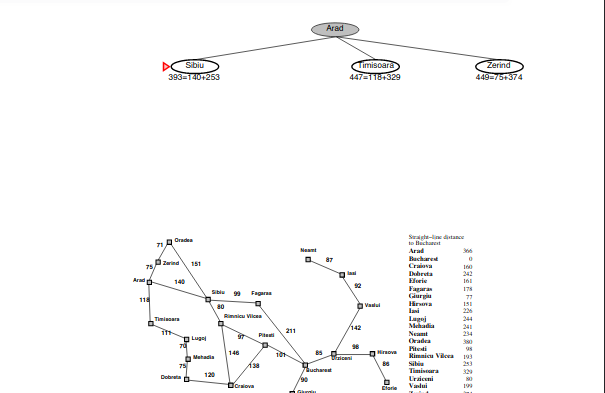 Arad
Sibiu Timisoara Zerind
393=140+253 447=118+329 449=75+374
Oradea
71
Zerind
75
151
Arad
140
118
Sibiu
99
Fagaras
80
Rimnicu Vilcea
Timisoara
111
Lugoj
70
Mehadia
75
Dobreta
120
Craiova
146
97
Pitesti
138
101
211
Bucharest
90
Giurgiu
85
Urziceni
98
Hirsova
86
Eforie
142
Vaslui
92
Iasi
87
Neamt
Straight-line distance
to Bucharest
Arad 366
Bucharest 0
Craiova 160
Dobreta 242
Eforie 161
Fagaras 178
Giurgiu 77
Hirsova 151
Iasi 226
Lugoj 244
Mehadia 241
Neamt 234
Oradea 380
Pitesti 98
Rimnicu Vilcea 193
Sibiu 253
Timisoara 329
Urziceni 80
Vaslui 199